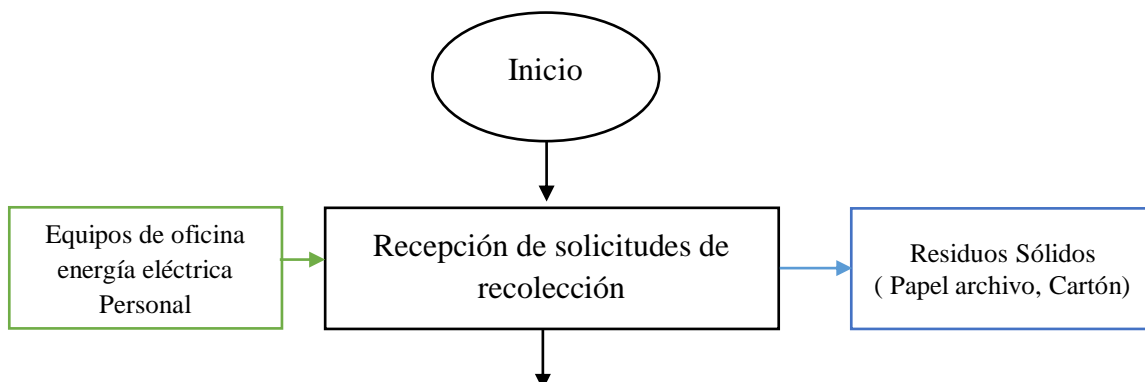 Inicio
Equipos de oficina
energía eléctrica
Personal
Recepción de solicitudes de
recolección
Residuos Sólidos
( Papel archivo, Cartón)